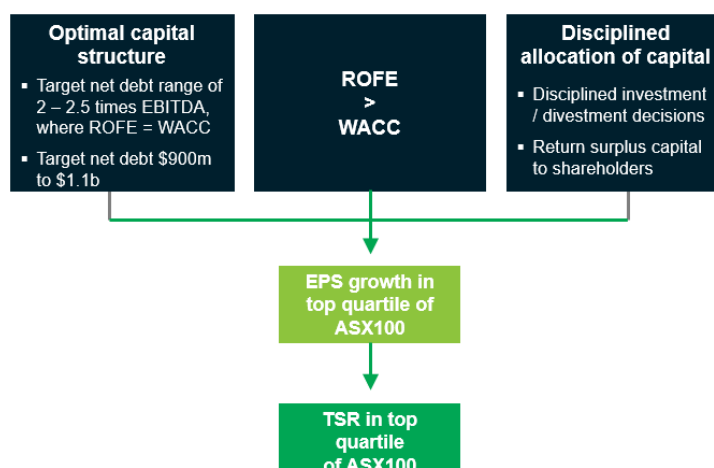 Optimal capital
structure
▪ Target net debt range of
2 – 2.5 times EBITDA,
where ROFE = WACC
▪ Target net debt $900m
to $1.1b
ROFE
>
WACC
Disciplined
allocation of capital
▪ Disciplined investment
/ divestment decisions
▪ Return surplus capital
to shareholders
EPS growth in
top quartile of
ASX100
TSR in top
quartile
of ASX100